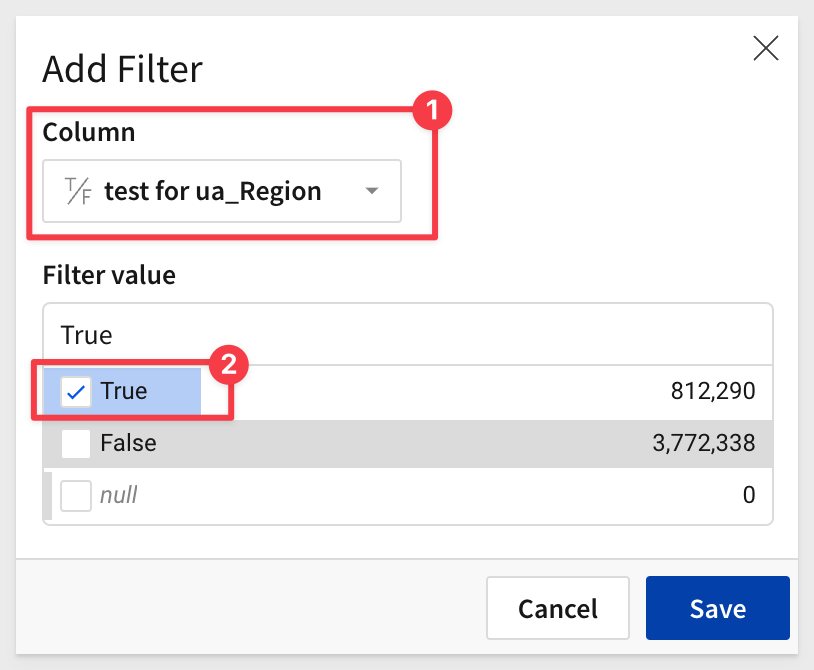 Add Filter
1
Column
T/F test for ua_Region
Filter value
True
2
True 812,290
False 3,772,338
null 0
Cancel Save